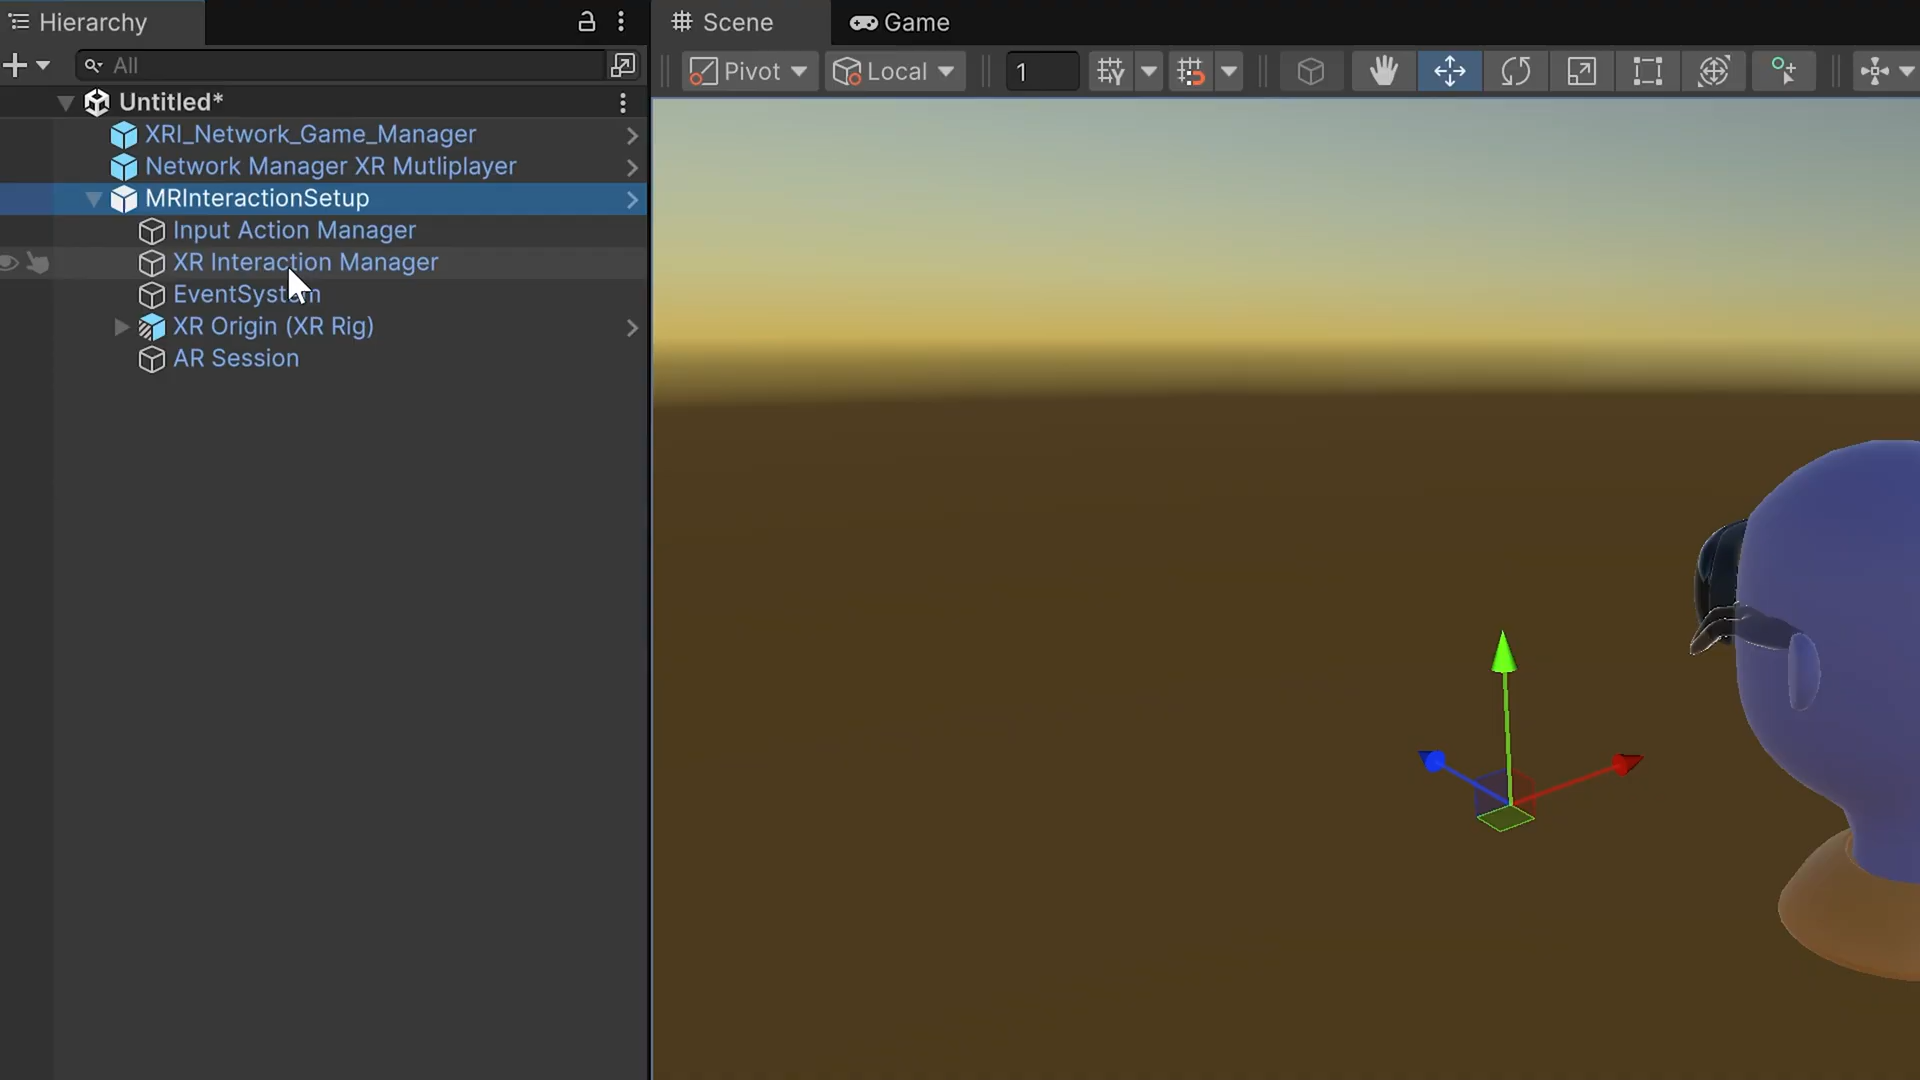 Hierarchy
All
Untitled*
XRI_Network_Game_Manager
Network Manager XR Mutliplayer
MRInteractionSetup
Input Action Manager
XR Interaction Manager
EventSystem
XR Origin (XR Rig)
AR Session
Scene
Game
Pivot
Local
1